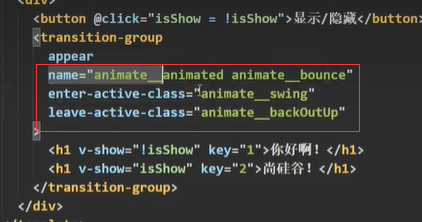 <div>
<button @click="isShow = !isShow">显示/隐藏</button>
<transition-group
appear
name="animate__animated animate__bounce"
enter-active-class="animate__swing"
leave-active-class="animate__backOutUp"
>
<h1 v-show="!isShow" key="1">你好啊！</h1>
<h1 v-show="isShow" key="2">尚硅谷！</h1>
</transition-group>
</div>